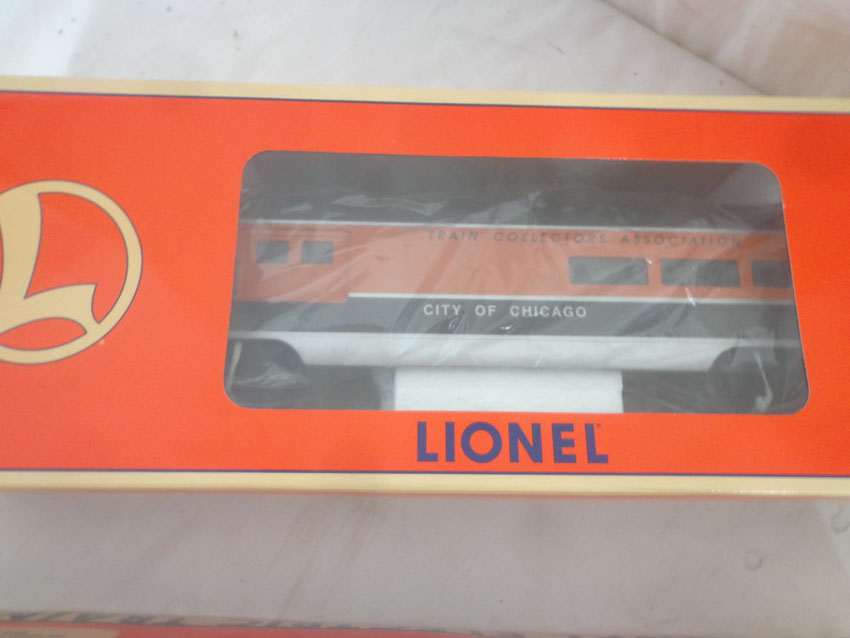 TRAIN COLLECTORS ASSOCIATION
CITY OF CHICAGO
L
LIONEL